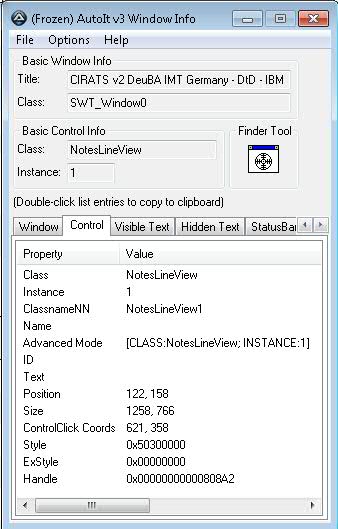 (Frozen) AutoIt v3 Window Info
File Options Help
Basic Window Info
Title: CIRATS v2 DeuBA IMT Germany - DtD - IBM
Class: SWT_Window0
Basic Control Info
Class: NotesLineView
Instance: 1
Finder Tool
(Double-click list entries to copy to clipboard)
Window Control Visible Text Hidden Text StatusBar
Property Value
Class NotesLineView
Instance 1
ClassnameNN NotesLineView1
Name
Advanced Mode [CLASS:NotesLineView; INSTANCE:1]
ID
Text
Position 122, 158
Size 1258, 766
ControlClick Coords 621, 358
Style 0x50300000
ExStyle 0x00000000
Handle 0x00000000000808A2